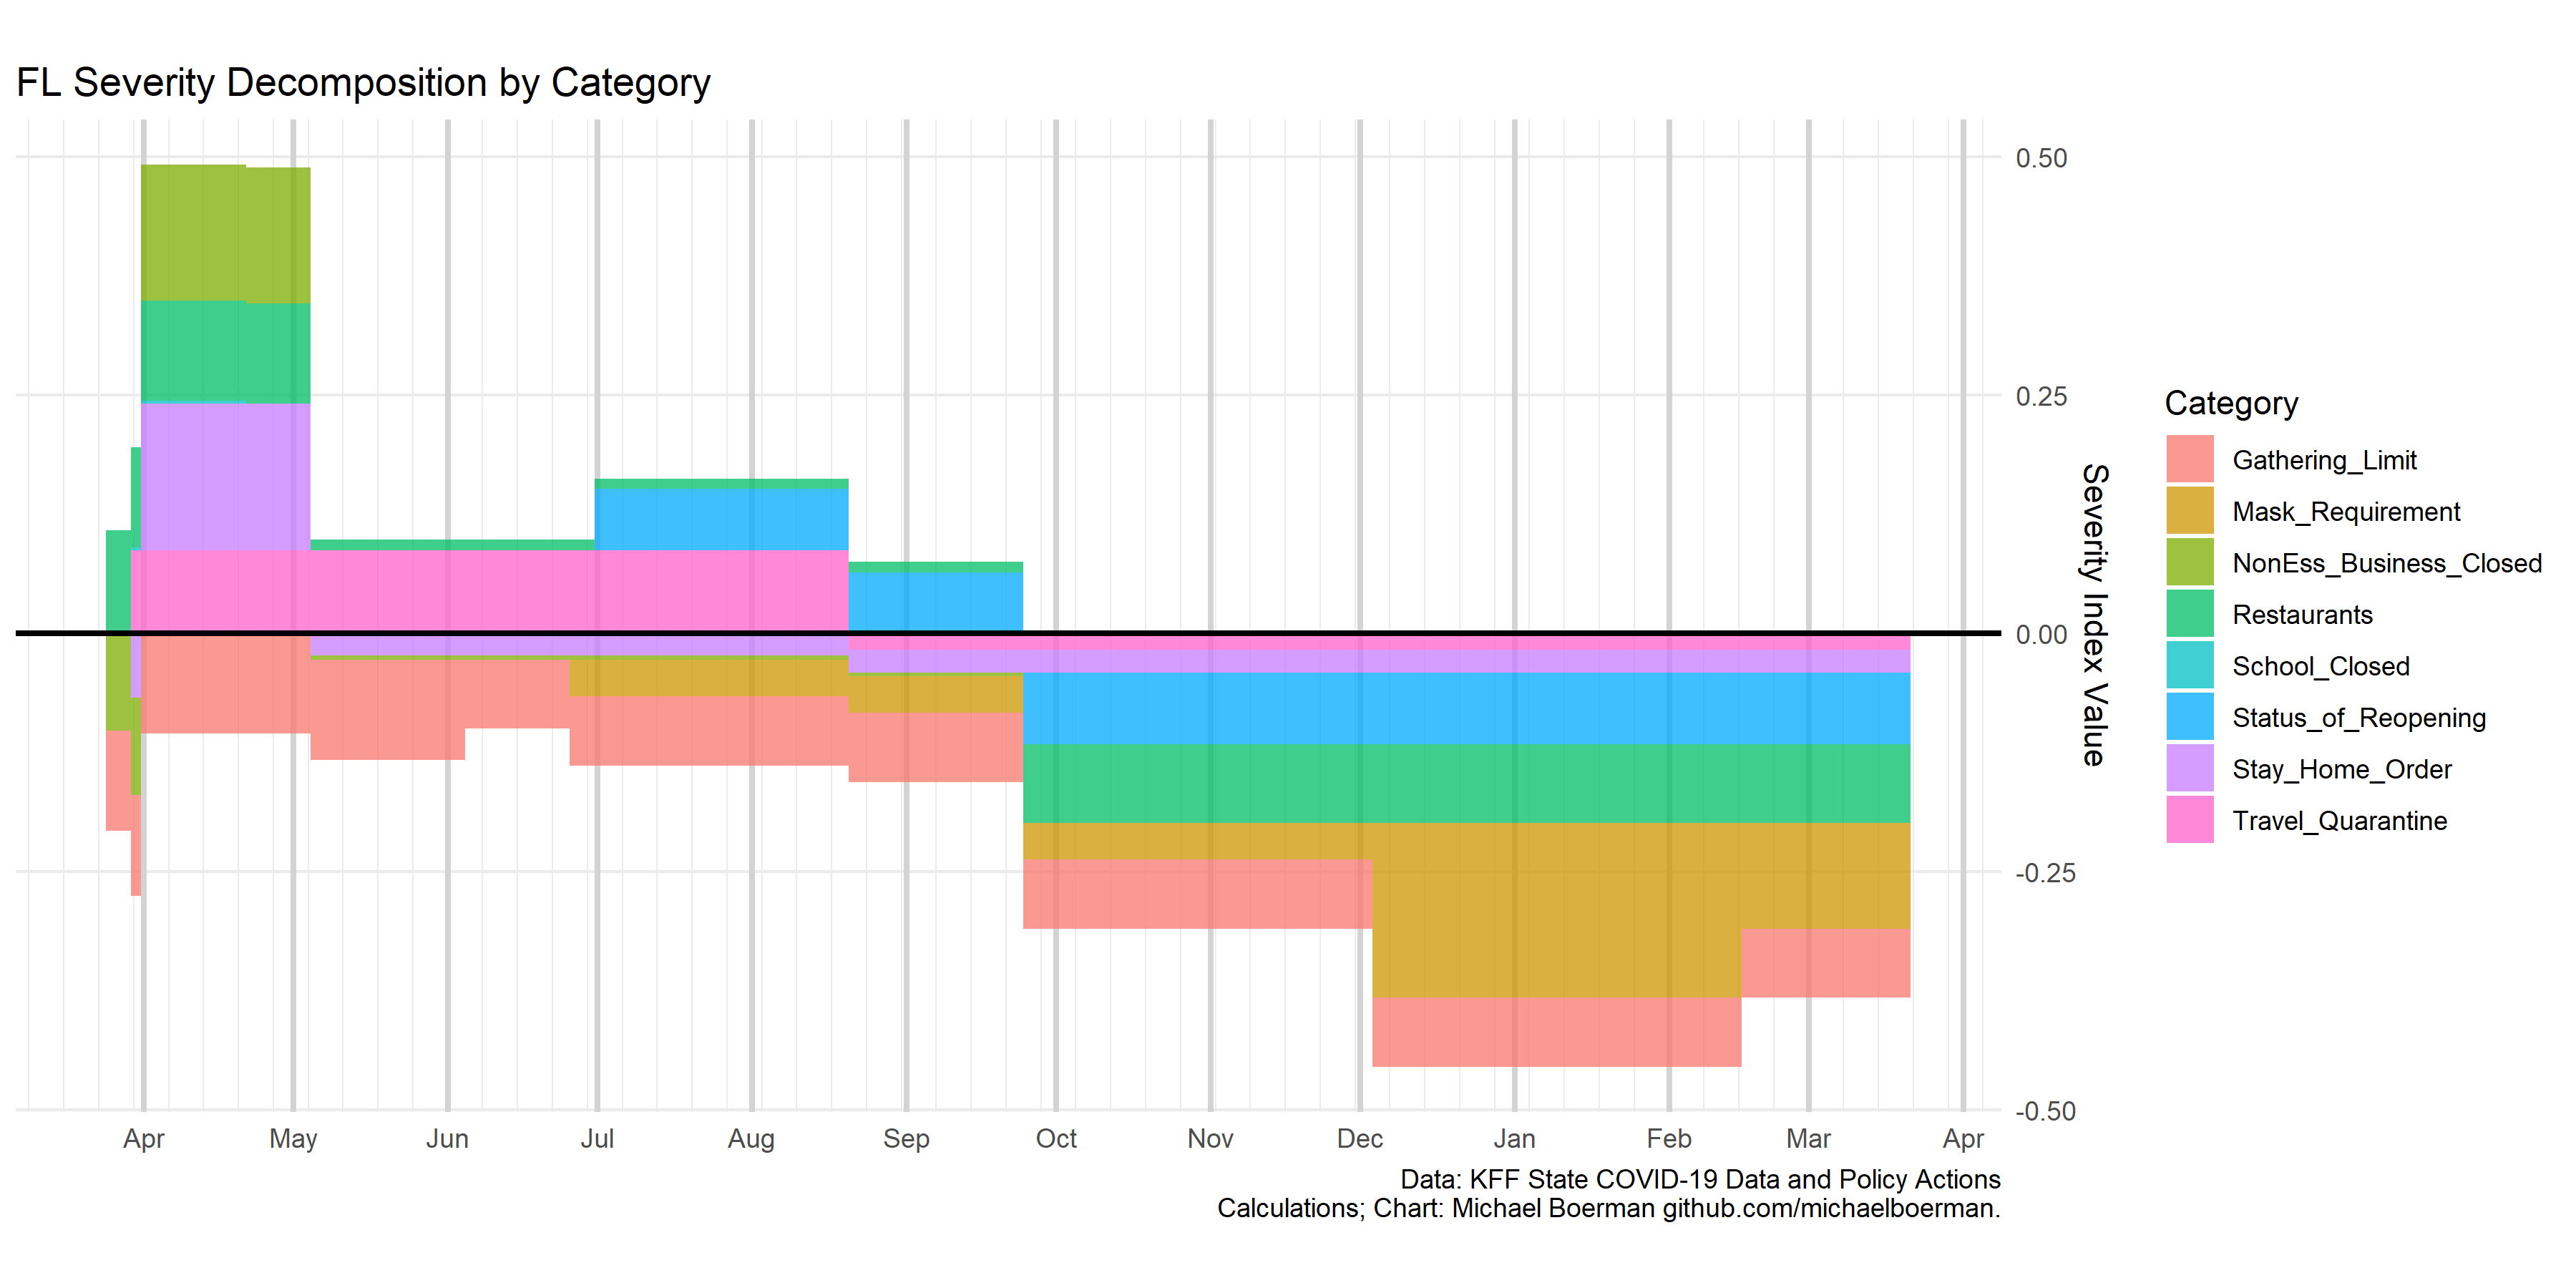 FL Severity Decomposition by Category
0.50
0.25
0.00
-0.25
-0.50
Severity Index Value
Apr May Jun Jul Aug Sep Oct Nov Dec Jan Feb Mar Apr
Category
Gathering_Limit
Mask_Requirement
NonEss_Business_Closed
Restaurants
School_Closed
Status_of_Reopening
Stay_Home_Order
Travel_Quarantine
Data: KFF State COVID-19 Data and Policy Actions
Calculations; Chart: Michael Boerman github.com/michaelboerman.